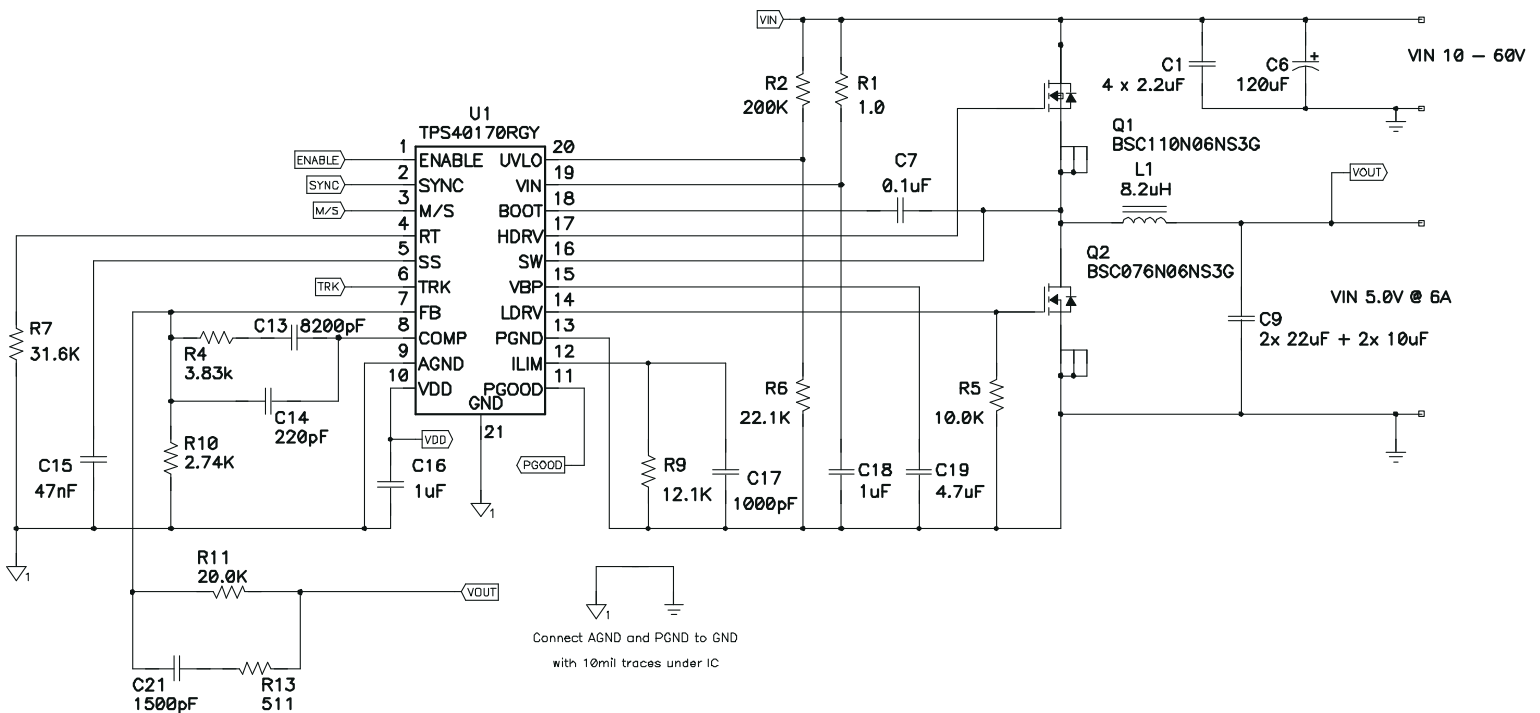 VIN
VIN 10 – 60V
R2
200K
R1
1.0
C1
4 x 2.2uF
C6
120uF
+
U1
TPS40170RGY
Q1
BSC110N06NS3G
C7
0.1uF
L1
8.2uH
VOUT
ENABLE
1
ENABLE
UVLO
20
SYNC
2
SYNC
VIN
19
M/S
3
M/S
BOOT
18
4
RT
HDRV
17
5
SS
SW
16
TRK
6
TRK
VBP
15
7
FB
LDRV
14
8
COMP
PGND
13
9
AGND
ILIM
12
10
VDD
PGOOD
11
GND
21
Q2
BSC076N06NS3G
VIN 5.0V @ 6A
C9
2x 22uF + 2x 10uF
R7
31.6K
C13
8200pF
R4
3.83k
C14
220pF
R10
2.74K
C15
47nF
VDD
C16
1uF
PGOOD
1
R9
12.1K
C17
1000pF
R6
22.1K
C18
1uF
C19
4.7uF
R5
10.0K
1
R11
20.0K
VOUT
C21
1500pF
R13
511
1
Connect AGND and PGND to GND
with 10mil traces under IC